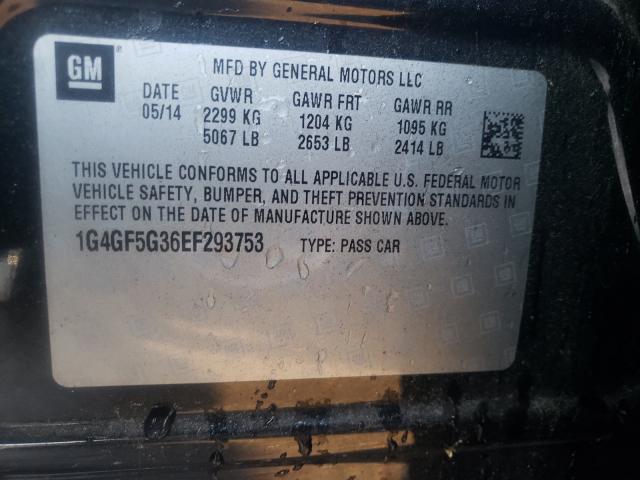 GM
MFD BY GENERAL MOTORS LLC
DATE GVWR GAWR FRT GAWR RR
05/14 2299 KG 1204 KG 1095 KG
5067 LB 2653 LB 2414 LB
THIS VEHICLE CONFORMS TO ALL APPLICABLE U.S. FEDERAL MOTOR
VEHICLE SAFETY, BUMPER, AND THEFT PREVENTION STANDARDS IN
EFFECT ON THE DATE OF MANUFACTURE SHOWN ABOVE.
1G4GF5G36EF293753 TYPE: PASS CAR